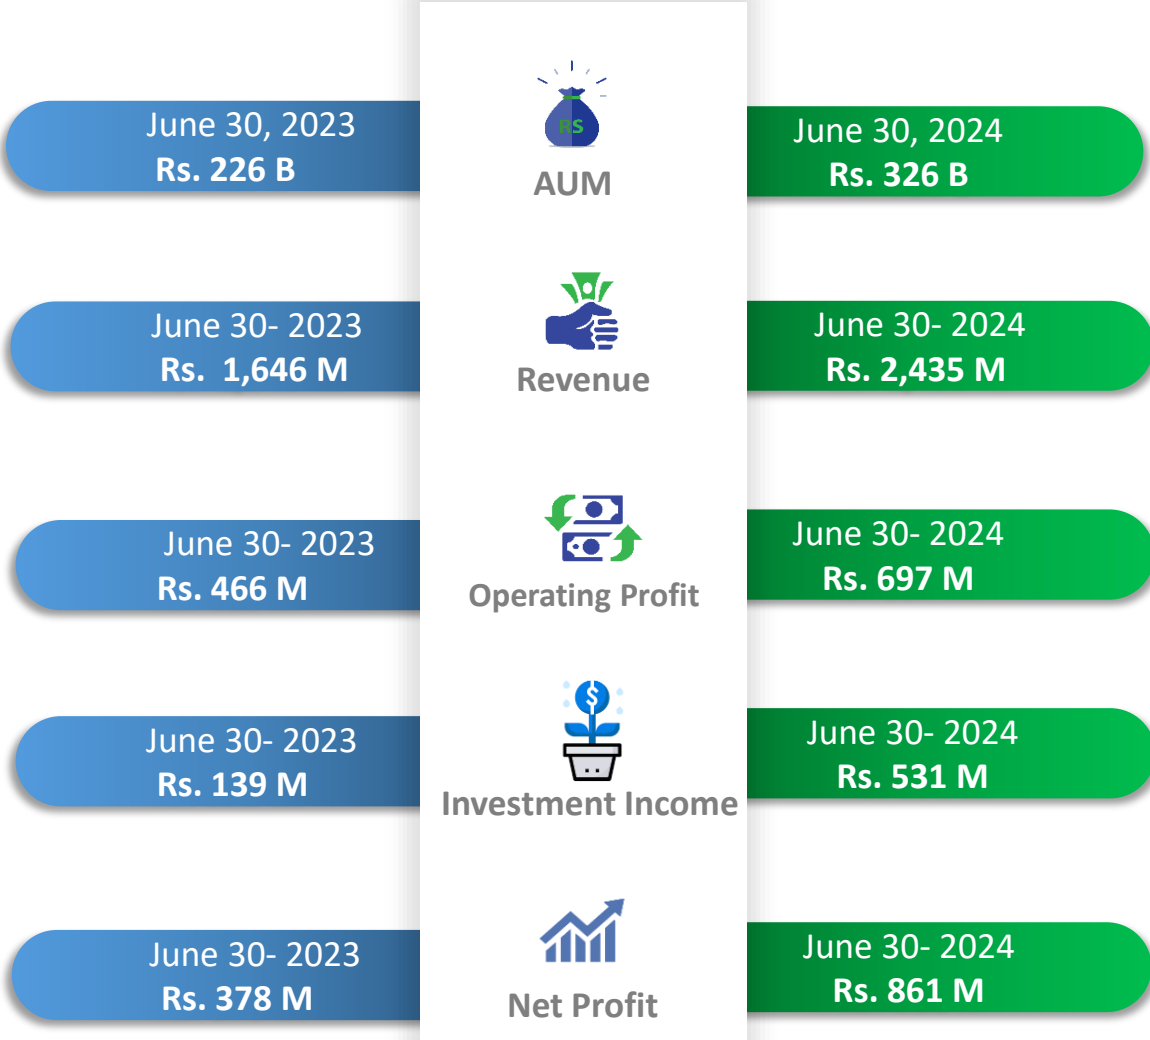 June 30, 2023
Rs. 226 B
RS
AUM
June 30, 2024
Rs. 326 B
June 30- 2023
Rs. 1,646 M
Revenue
June 30- 2024
Rs. 2,435 M
June 30- 2023
Rs. 466 M
Operating Profit
June 30- 2024
Rs. 697 M
June 30- 2023
Rs. 139 M
$
Investment Income
June 30- 2024
Rs. 531 M
June 30- 2023
Rs. 378 M
Net Profit
June 30- 2024
Rs. 861 M